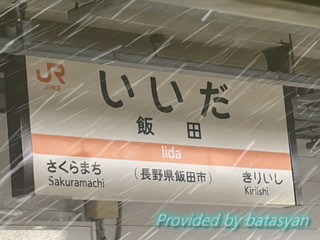 JR
いいだ
飯田
Iida
さくらまち
Sakuramachi
（長野県飯田市）
きりいし
Kiriishi
Provided by batasyan